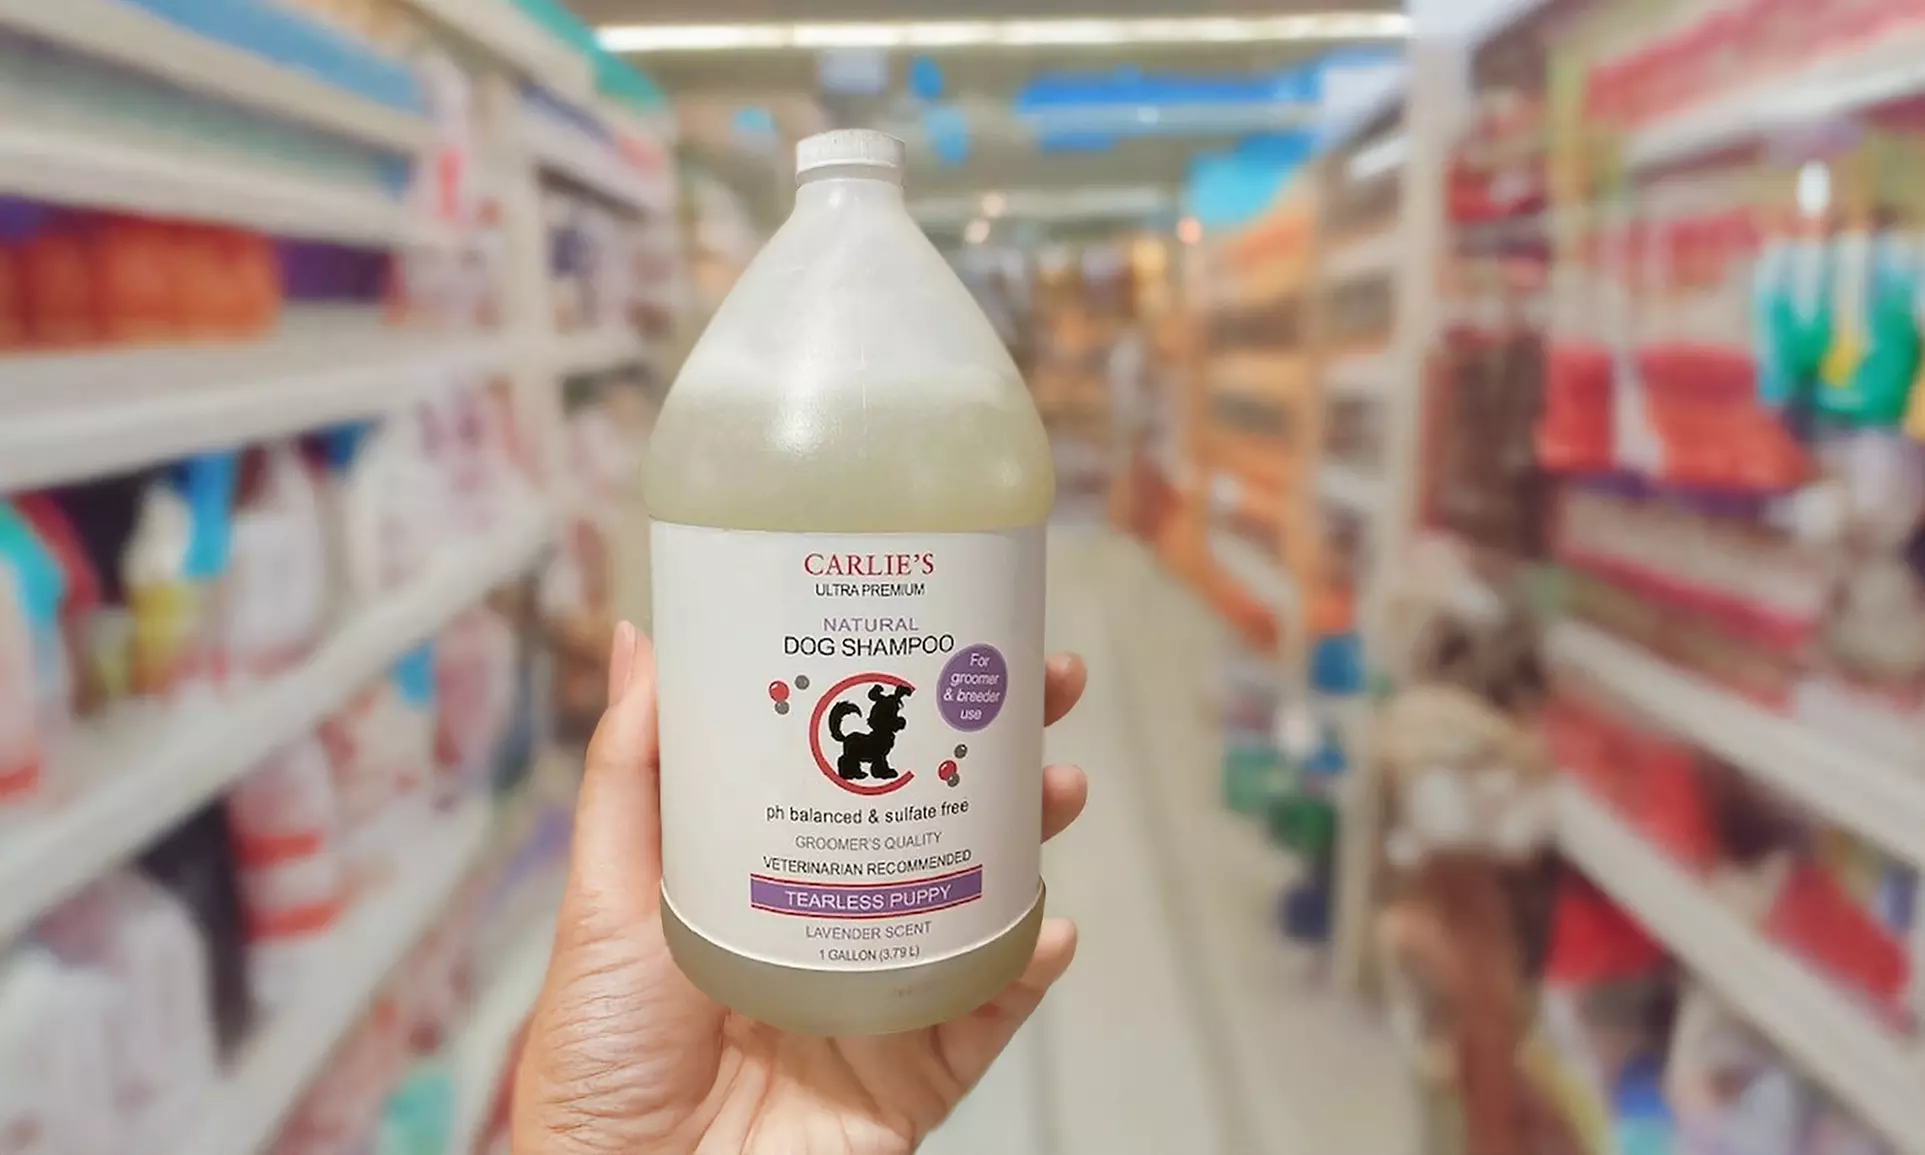 CARLIE'S
ULTRA PREMIUM
NATURAL
DOG SHAMPOO
For
groomer
& breeder
use
ph balanced & sulfate free
GROOMER'S QUALITY
VETERINARIAN RECOMMENDED
TEARLESS PUPPY
LAVENDER SCENT
1 GALLON (3.79 L)